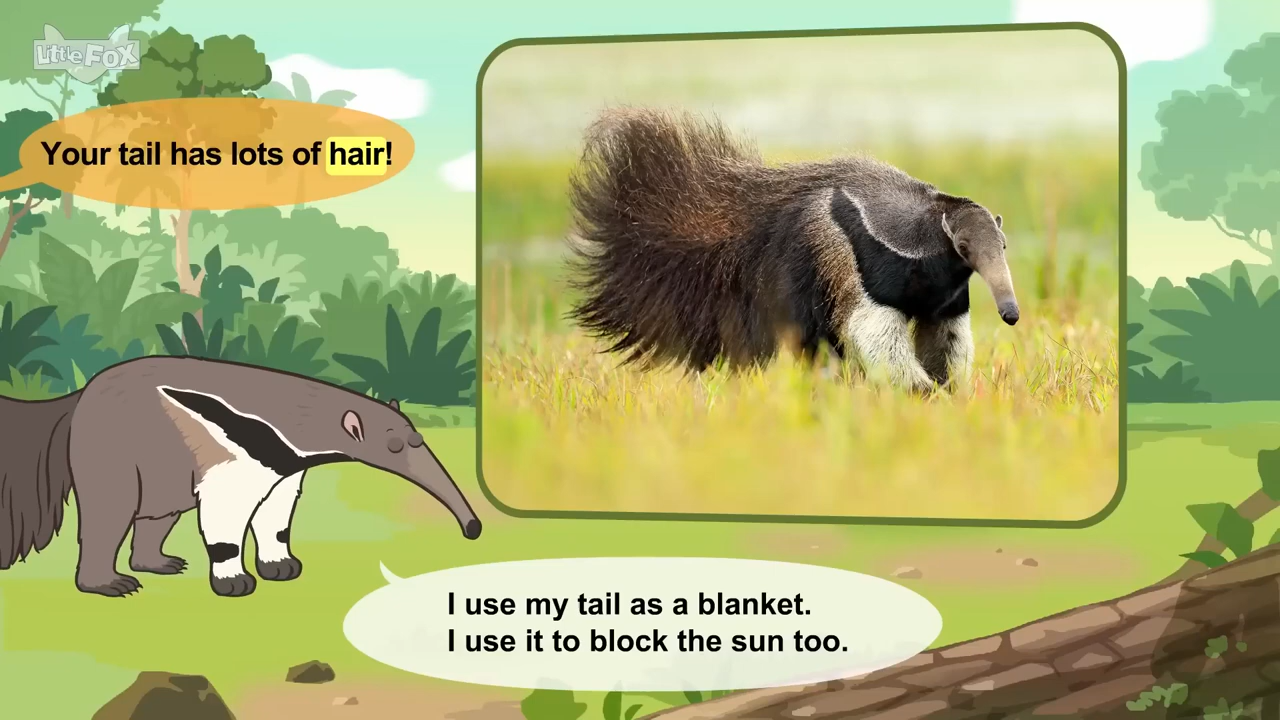 Little Fox
Your tail has lots of hair!
I use my tail as a blanket.
I use it to block the sun too.